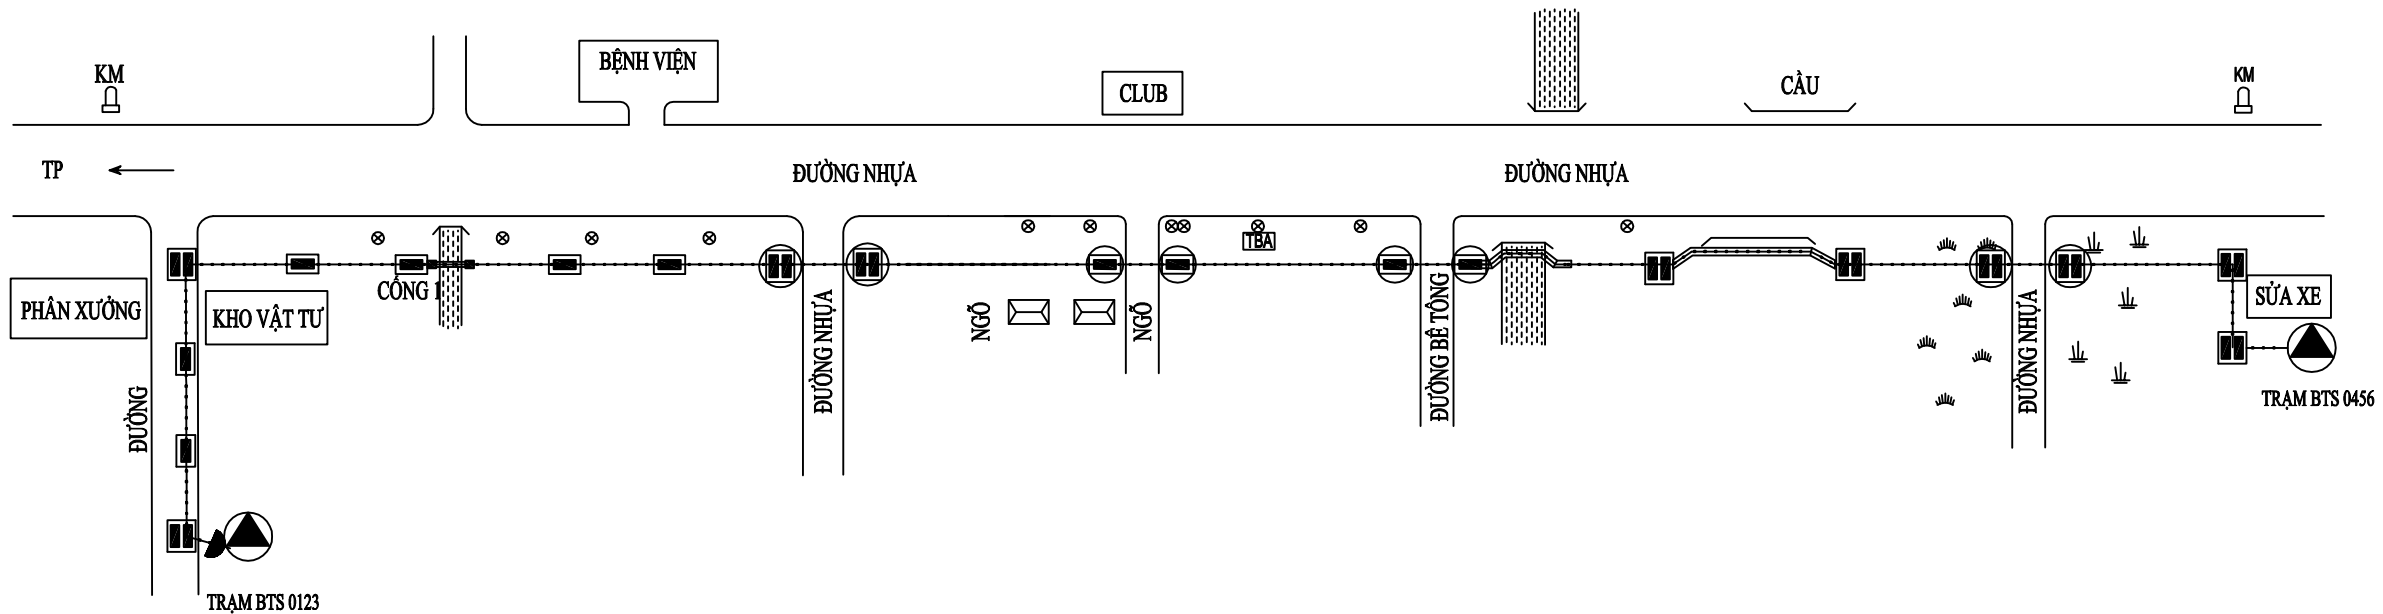 KM
BỆNH VIỆN
CLUB
CẦU
KM
TP
ĐƯỜNG NHỰA
ĐƯỜNG NHỰA
TBA
PHÂN XƯỞNG
KHO VẬT TƯ
CỐNG 1
ĐƯỜNG NHỰA
NGÕ
NGÕ
ĐƯỜNG BÊ TÔNG
ĐƯỜNG NHỰA
SỬA XE
ĐƯỜNG
TRẠM BTS 0456
TRẠM BTS 0123